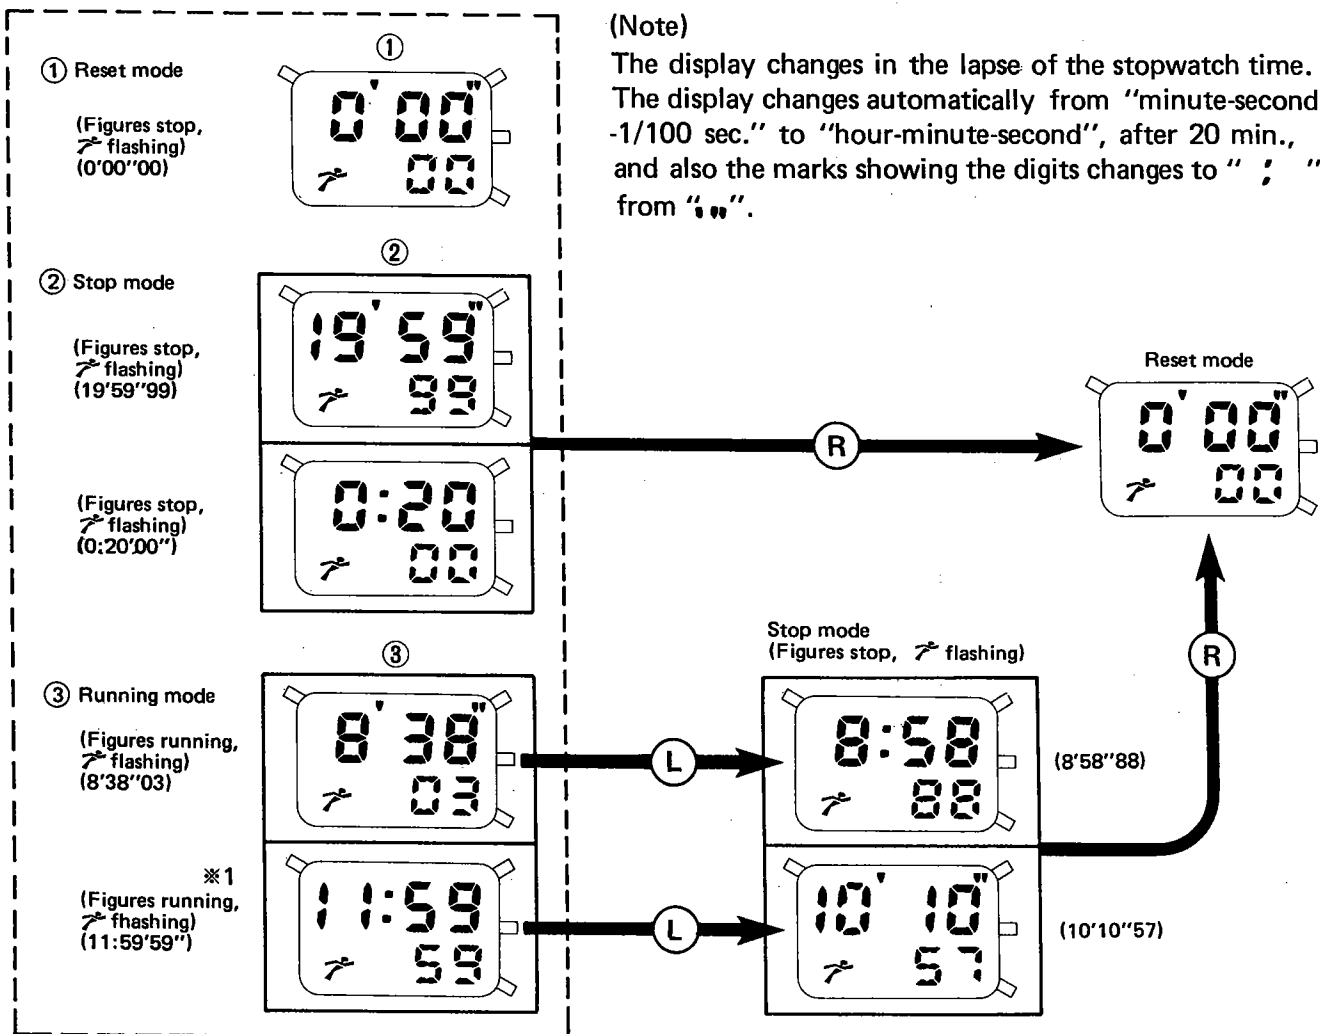 (Note)
The display changes in the lapse of the stopwatch time.
The display changes automatically from "minute-second
-1/100 sec." to "hour-minute-second", after 20 min.,
and also the marks showing the digits changes to " : "
from "' ''".
①
① Reset mode
(Figures stop,
flashing)
(0'00"00)
0' 00"
00
②
② Stop mode
(Figures stop,
flashing)
(19'59"99)
19' 59"
99
(Figures stop,
flashing)
(0:20'00")
0:20
00
R
Reset mode
0' 00"
00
③
③ Running mode
(Figures running,
flashing)
(8'38"03)
8' 38"
03
L
Stop mode
(Figures stop, flashing)
8:58
88
(8'58"88)
R
※1
(Figures running,
fhashing)
(11:59'59")
11:59
59
L
10' 10"
57
(10'10"57)